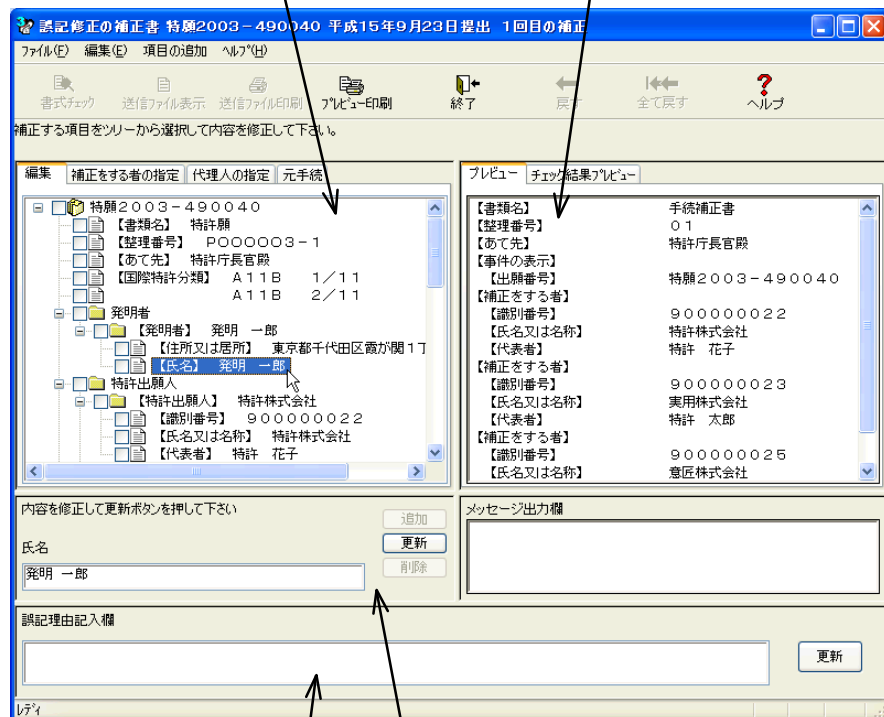 誤記修正の補正書 特願2003-490040 平成15年9月23日提出 1回目の補正
ファイル(F) 編集(E) 項目の追加 ヘルプ(H)
書式チェック 送信ファイル表示 送信ファイル印刷 プレビュー印刷 終了 戻す 全て戻す ヘルプ
補正する項目をツリーから選択して内容を修正して下さい。
編集 補正をする者の指定 代理人の指定 元手続
特願2003-490040
【書類名】 特許願
【整理番号】 P000003-1
【あて先】 特許庁長官殿
【国際特許分類】 A11B 1/11
A11B 2/11
発明者
【発明者】 発明 一郎
【住所又は居所】 東京都千代田区霞が関1丁
【氏名】 発明 一郎
特許出願人
【特許出願人】 特許株式会社
【識別番号】 900000022
【氏名又は名称】 特許株式会社
【代表者】 特許 花子
プレビュー チェック結果プレビュー
【書類名】 手続補正書
【整理番号】 01
【あて先】 特許庁長官殿
【事件の表示】
【出願番号】 特願2003-490040
【補正をする者】
【識別番号】 900000022
【氏名又は名称】 特許株式会社
【代表者】 特許 花子
【補正をする者】
【識別番号】 900000023
【氏名又は名称】 実用株式会社
【代表者】 特許 太郎
【補正をする者】
【識別番号】 900000025
【氏名又は名称】 意匠株式会社
内容を修正して更新ボタンを押して下さい
追加
氏名
更新
発明 一郎
削除
メッセージ出力欄
誤記理由記入欄
更新
レディ